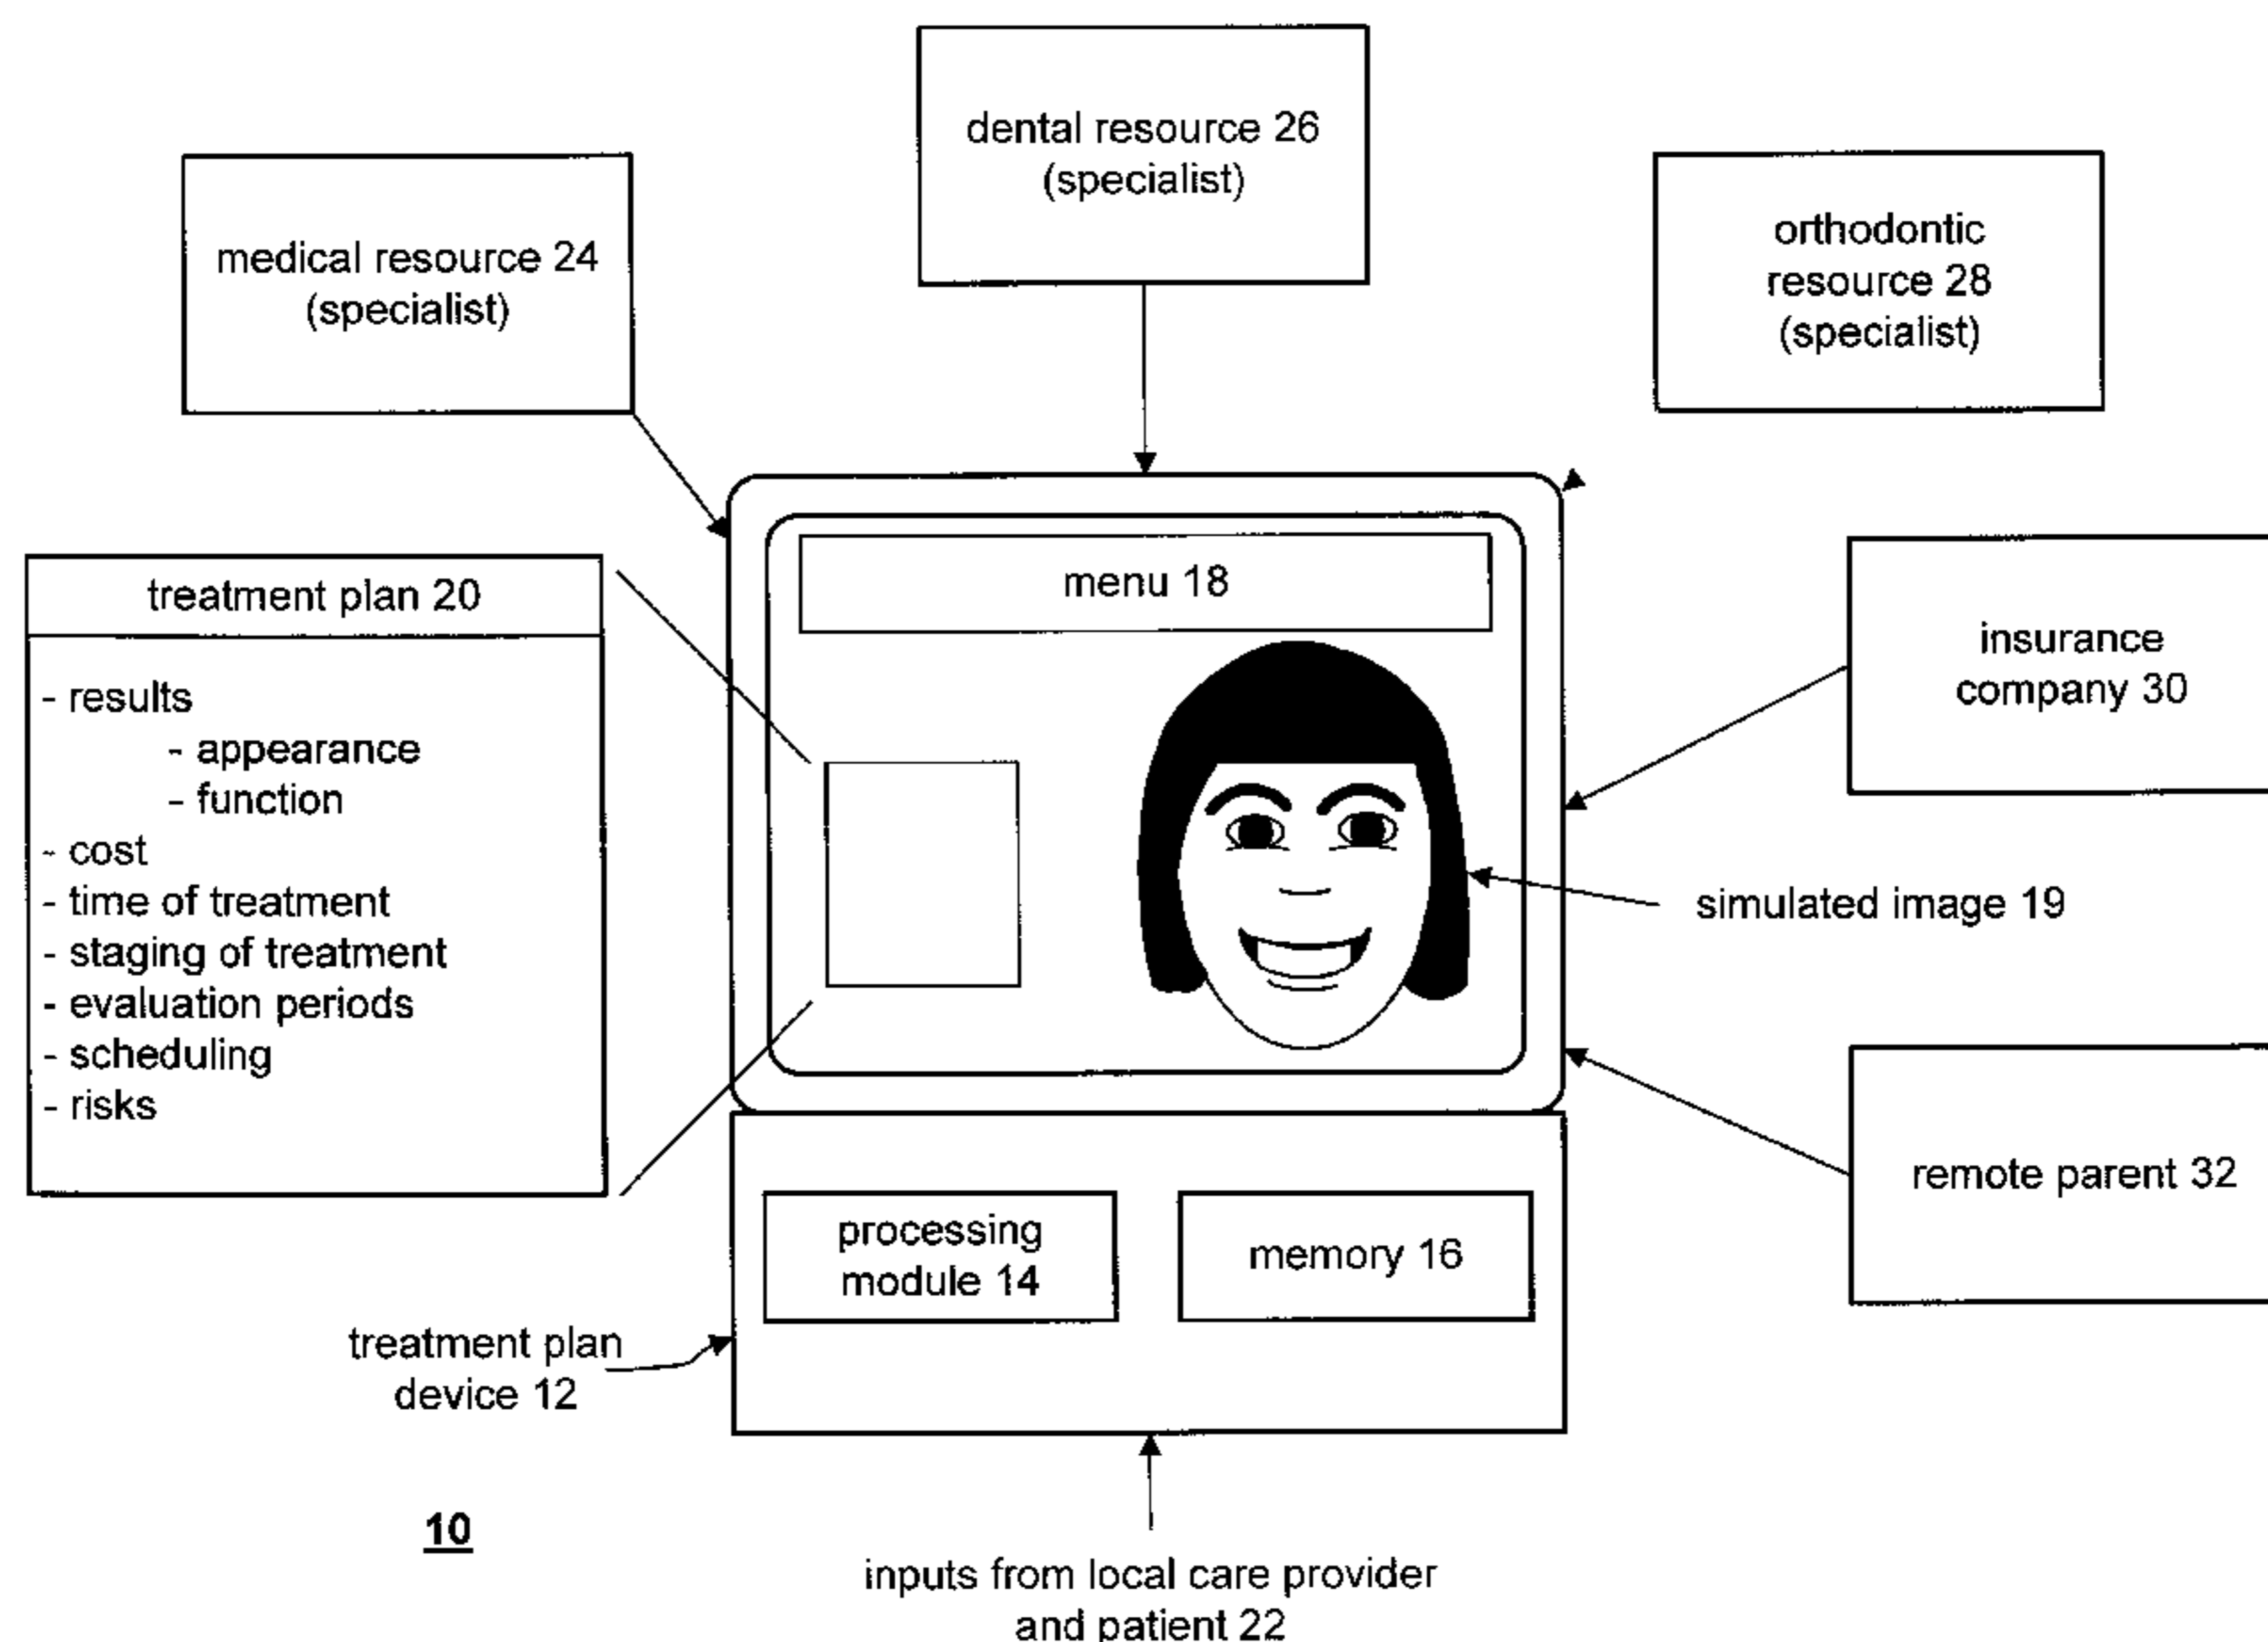 dental resource 26
(specialist)
medical resource 24
(specialist)
orthodontic
resource 28
(specialist)
treatment plan 20
- results
- appearance
- function
- cost
- time of treatment
- staging of treatment
- evaluation periods
- scheduling
- risks
menu 18
insurance
company 30
simulated image 19
remote parent 32
processing
module 14
memory 16
treatment plan
device 12
10
inputs from local care provider
and patient 22